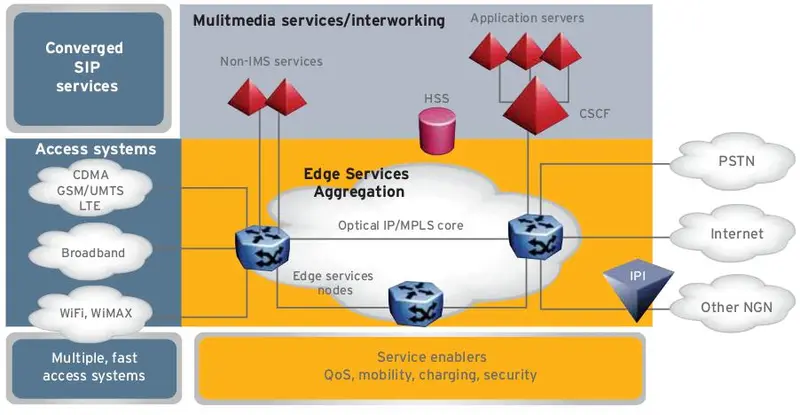 Converged
SIP
services
Mulitmedia services/interworking
Application servers
Non-IMS services
HSS
CSCF
Access systems
CDMA
GSM/UMTS
LTE
Broadband
WiFi, WiMAX
Edge Services
Aggregation
Optical IP/MPLS core
Edge services
nodes
PSTN
Internet
IPI
Other NGN
Multiple, fast
access systems
Service enablers
QoS, mobility, charging, security